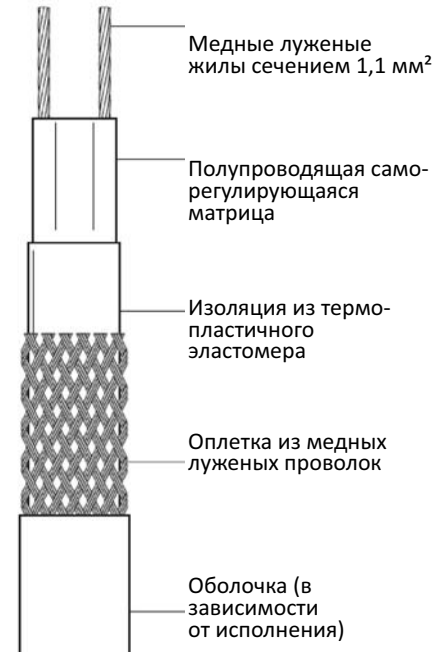 Медные луженые
жилы сечением 1,1 мм²
Полупроводящая само-
регулирующаяся
матрица
Изоляция из термо-
пластичного
эластомера
Оплетка из медных
луженых проволок
Оболочка (в
зависимости
от исполнения)